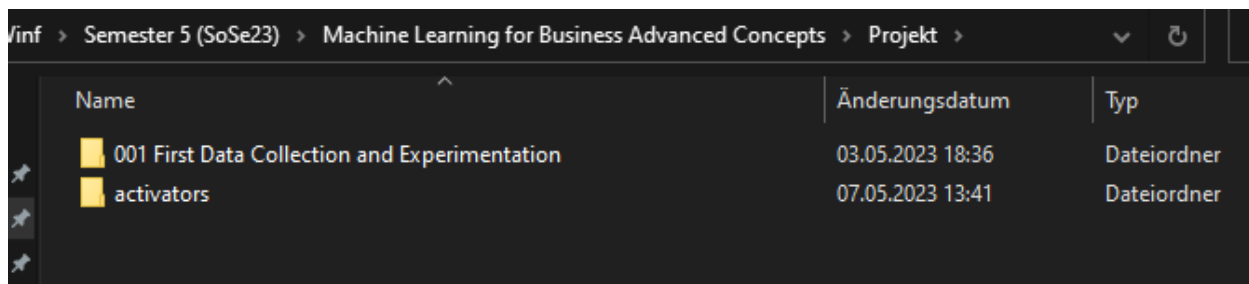 Vinf > Semester 5 (SoSe23) > Machine Learning for Business Advanced Concepts > Projekt >
Name Änderungsdatum Typ
001 First Data Collection and Experimentation 03.05.2023 18:36 Dateiordner
activators 07.05.2023 13:41 Dateiordner